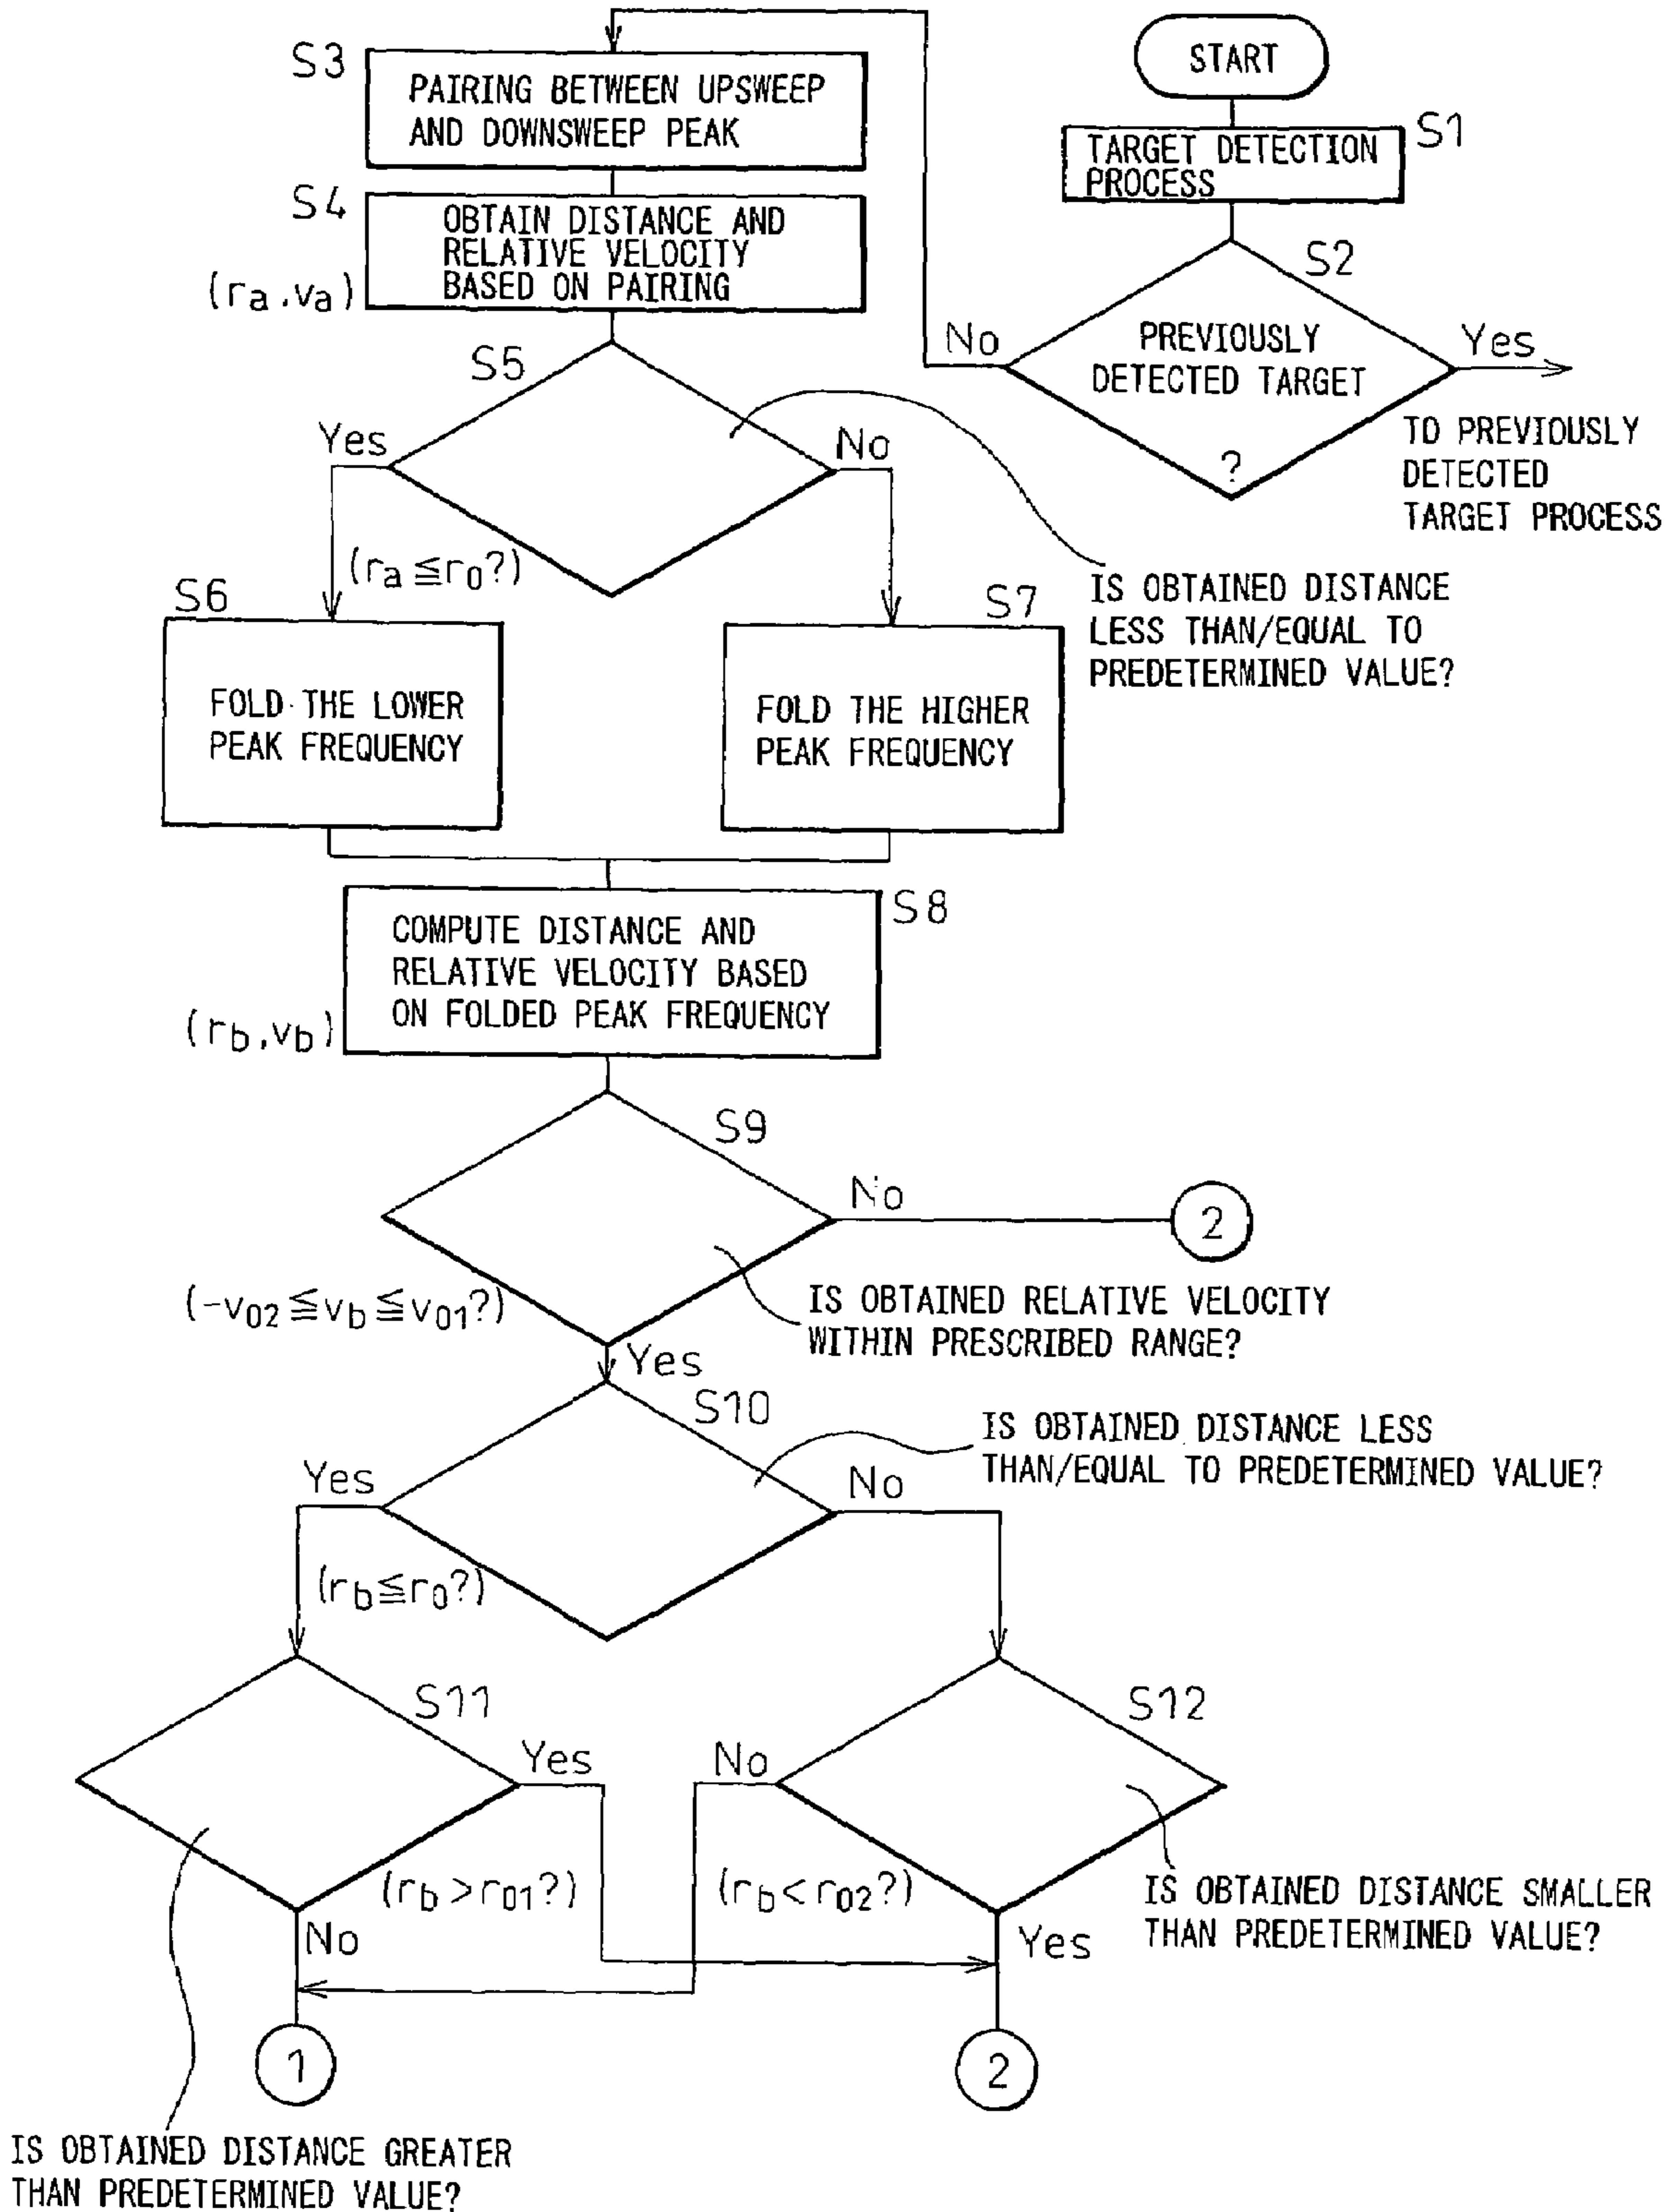 START
S1
TARGET DETECTION
PROCESS
S2
PREVIOUSLY
DETECTED TARGET
?
No
Yes
TO PREVIOUSLY
DETECTED
TARGET PROCESS
S3
PAIRING BETWEEN UPSWEEP
AND DOWNSWEEP PEAK
S4
OBTAIN DISTANCE AND
RELATIVE VELOCITY
BASED ON PAIRING
(ra,va)
S5
Yes
No
(ra≦r0?)
IS OBTAINED DISTANCE
LESS THAN/EQUAL TO
PREDETERMINED VALUE?
S6
FOLD THE LOWER
PEAK FREQUENCY
S7
FOLD THE HIGHER
PEAK FREQUENCY
S8
COMPUTE DISTANCE AND
RELATIVE VELOCITY BASED
ON FOLDED PEAK FREQUENCY
(rb,vb)
S9
No
2
(-v02≦vb≦v01?)
IS OBTAINED RELATIVE VELOCITY
WITHIN PRESCRIBED RANGE?
Yes
S10
IS OBTAINED DISTANCE LESS
THAN/EQUAL TO PREDETERMINED VALUE?
Yes
No
(rb≦r0?)
S11
Yes
(rb>r01?)
No
S12
No
(rb<r02?)
Yes
IS OBTAINED DISTANCE SMALLER
THAN PREDETERMINED VALUE?
1
2
IS OBTAINED DISTANCE GREATER
THAN PREDETERMINED VALUE?